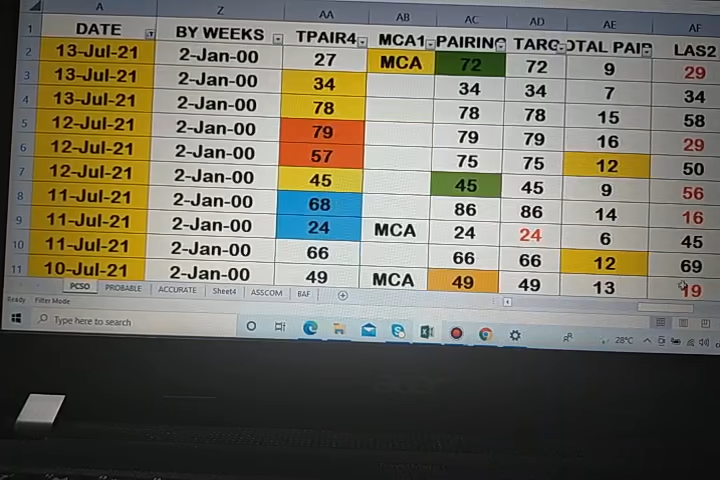 A Z AA AB AC AD AE AF
1 DATE BY WEEKS TPAIR4 MCA1 PAIRING TARG OTAL PAIR LAS2
2 13-Jul-21 2-Jan-00 27 MCA 72 72 9 29
3 13-Jul-21 2-Jan-00 34 34 34 7 34
4 13-Jul-21 2-Jan-00 78 78 78 15 58
5 12-Jul-21 2-Jan-00 79 79 79 16 29
6 12-Jul-21 2-Jan-00 57 75 75 12 50
7 12-Jul-21 2-Jan-00 45 45 45 9 56
8 11-Jul-21 2-Jan-00 68 86 86 14 16
9 11-Jul-21 2-Jan-00 24 MCA 24 24 6 45
10 11-Jul-21 2-Jan-00 66 66 66 12 69
11 10-Jul-21 2-Jan-00 49 MCA 49 49 13 19
PCSO PROBABLE ACCURATE Sheet4 ASSCOM BAF
Ready Filter Mode
Type here to search 28°C